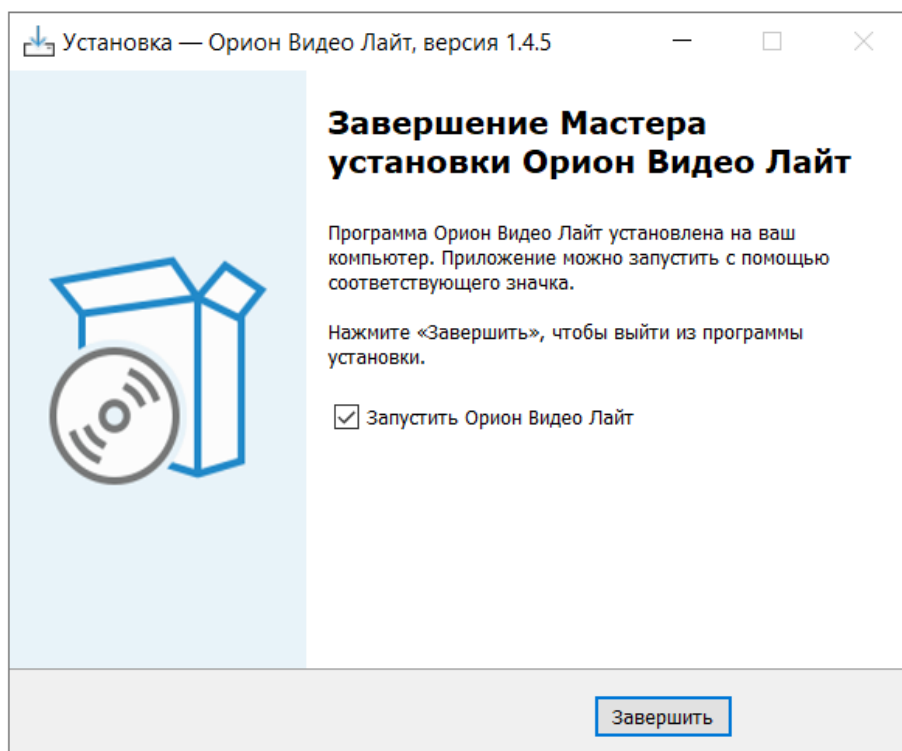 Установка — Орион Видео Лайт, версия 1.4.5
Завершение Мастера
установки Орион Видео Лайт
Программа Орион Видео Лайт установлена на ваш
компьютер. Приложение можно запустить с помощью
соответствующего значка.
Нажмите «Завершить», чтобы выйти из программы
установки.
Запустить Орион Видео Лайт
Завершить